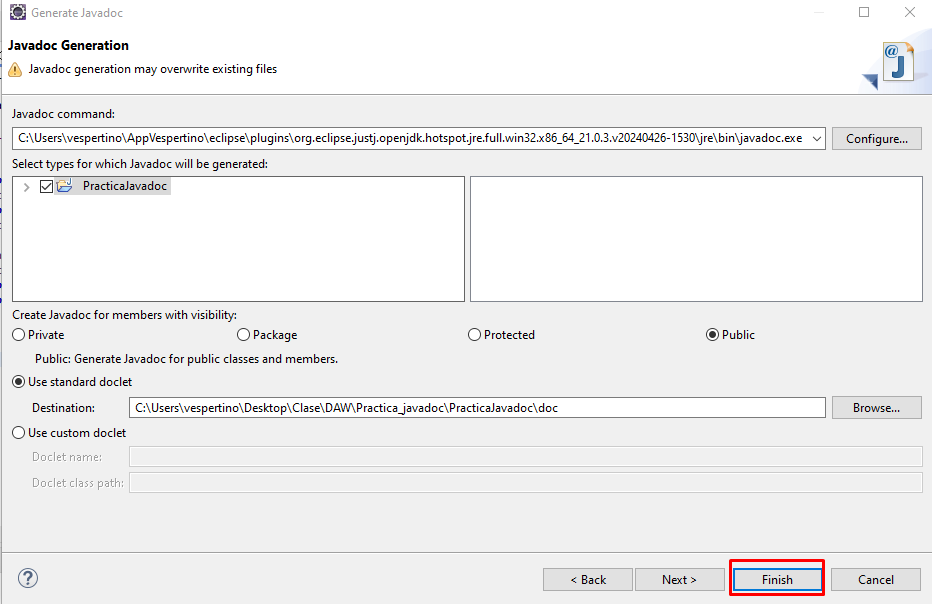 Generate Javadoc
Javadoc Generation
Javadoc generation may overwrite existing files
@
J
Javadoc command:
C:\Users\vespertino\AppVespertino\eclipse\plugins\org.eclipse.justj.openjdk.hotspot.jre.full.win32.x86_64_21.0.3.v20240426-1530\jre\bin\javadoc.exe
Configure...
Select types for which Javadoc will be generated:
PracticaJavadoc
Create Javadoc for members with visibility:
Private Package Protected Public
Public: Generate Javadoc for public classes and members.
Use standard doclet
Destination: C:\Users\vespertino\Desktop\Clase\DAW\Practica_javadoc\PracticaJavadoc\doc Browse...
Use custom doclet
Doclet name:
Doclet class path:
? < Back Next > Finish Cancel